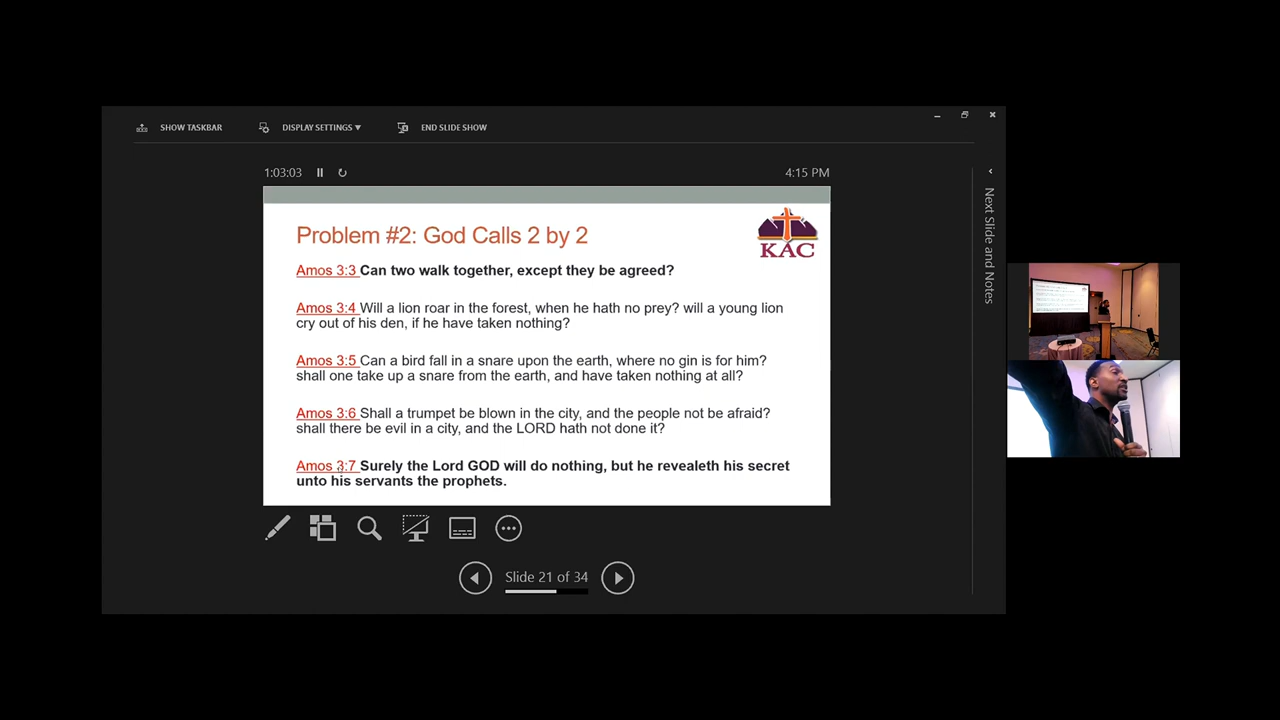 SHOW TASKBAR
DISPLAY SETTINGS ▼
END SLIDE SHOW
1:03:03
4:15 PM
Next Slide and Notes
Problem #2: God Calls 2 by 2
KAC
Amos 3:3 Can two walk together, except they be agreed?
Amos 3:4 Will a lion roar in the forest, when he hath no prey? will a young lion
cry out of his den, if he have taken nothing?
Amos 3:5 Can a bird fall in a snare upon the earth, where no gin is for him?
shall one take up a snare from the earth, and have taken nothing at all?
Amos 3:6 Shall a trumpet be blown in the city, and the people not be afraid?
shall there be evil in a city, and the LORD hath not done it?
Amos 3:7 Surely the Lord GOD will do nothing, but he revealeth his secret
unto his servants the prophets.
Slide 21 of 34